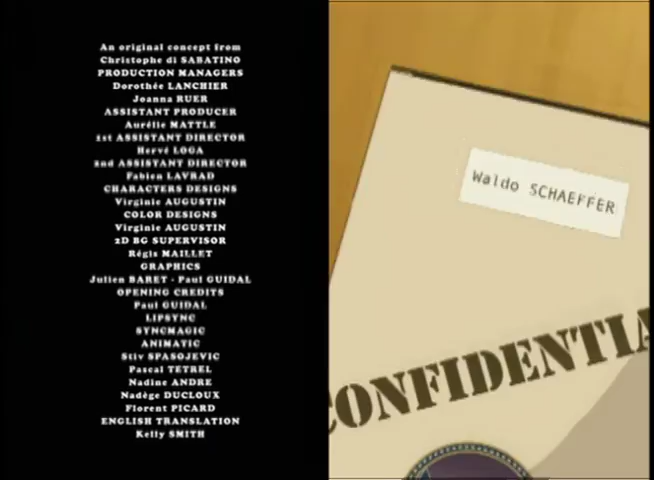 An original concept from
Christophe di SABATINO
PRODUCTION MANAGERS
Dorothée LANCHIER
Joanna RUER
ASSISTANT PRODUCER
Aurélie MATTLE
1st ASSISTANT DIRECTOR
Hervé LOGA
2nd ASSISTANT DIRECTOR
Fabien LAVRAD
CHARACTERS DESIGNS
Virginie AUGUSTIN
COLOR DESIGNS
Virginie AUGUSTIN
2D BG SUPERVISOR
Régis MAILLET
GRAPHICS
Julien BARET - Paul GUIDAL
OPENING CREDITS
Paul GUIDAL
LIPSYNC
SYNCMAGIC
ANIMATIC
Stiv SPASOJEVIC
Pascal TETREL
Nadine ANDRE
Nadège DUCLOUX
Florent PICARD
ENGLISH TRANSLATION
Kelly SMITH
Waldo SCHAEFFER
CONFIDENTIA